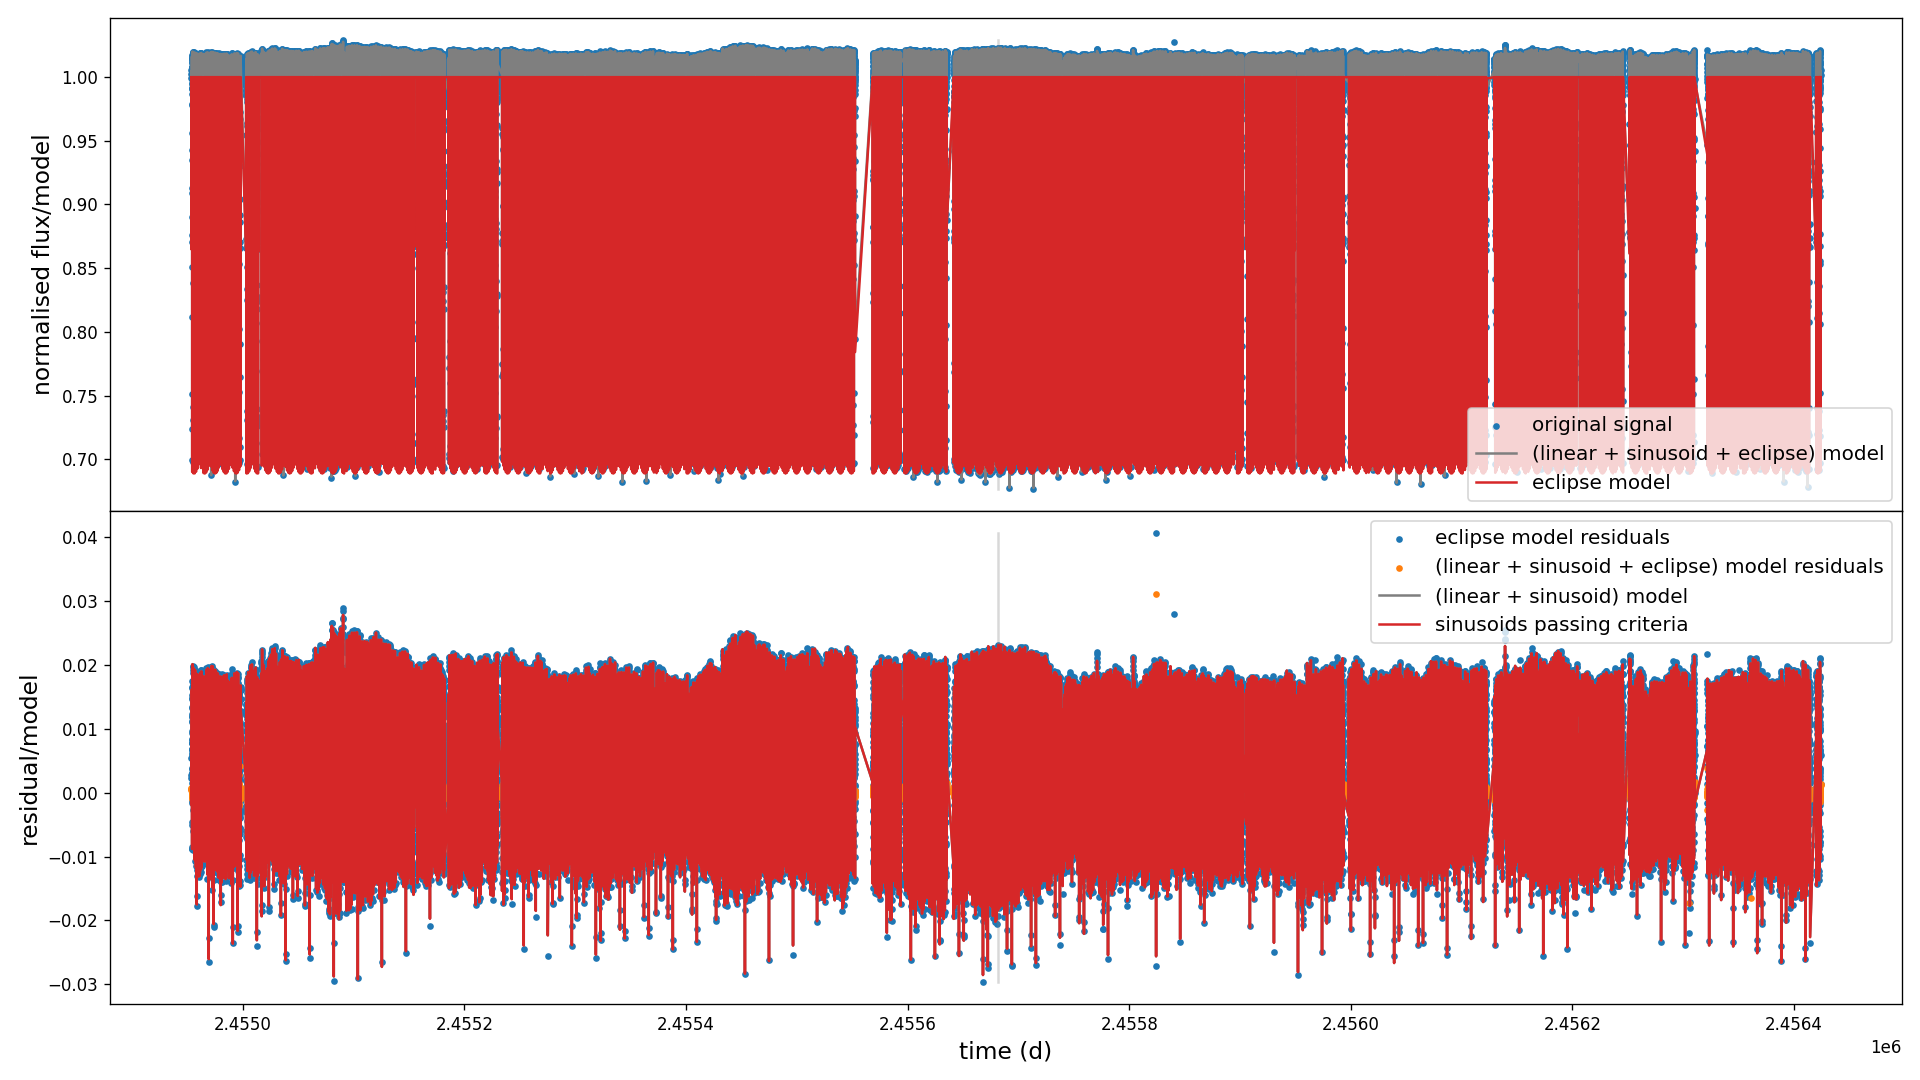 normalised flux/model
1.00
0.95
0.90
0.85
0.80
0.75
0.70
original signal
(linear + sinusoid + eclipse) model
eclipse model
residual/model
0.04
0.03
0.02
0.01
0.00
−0.01
−0.02
−0.03
eclipse model residuals
(linear + sinusoid + eclipse) model residuals
(linear + sinusoid) model
sinusoids passing criteria
2.4550 2.4552 2.4554 2.4556 2.4558 2.4560 2.4562 2.4564
1e6
time (d)